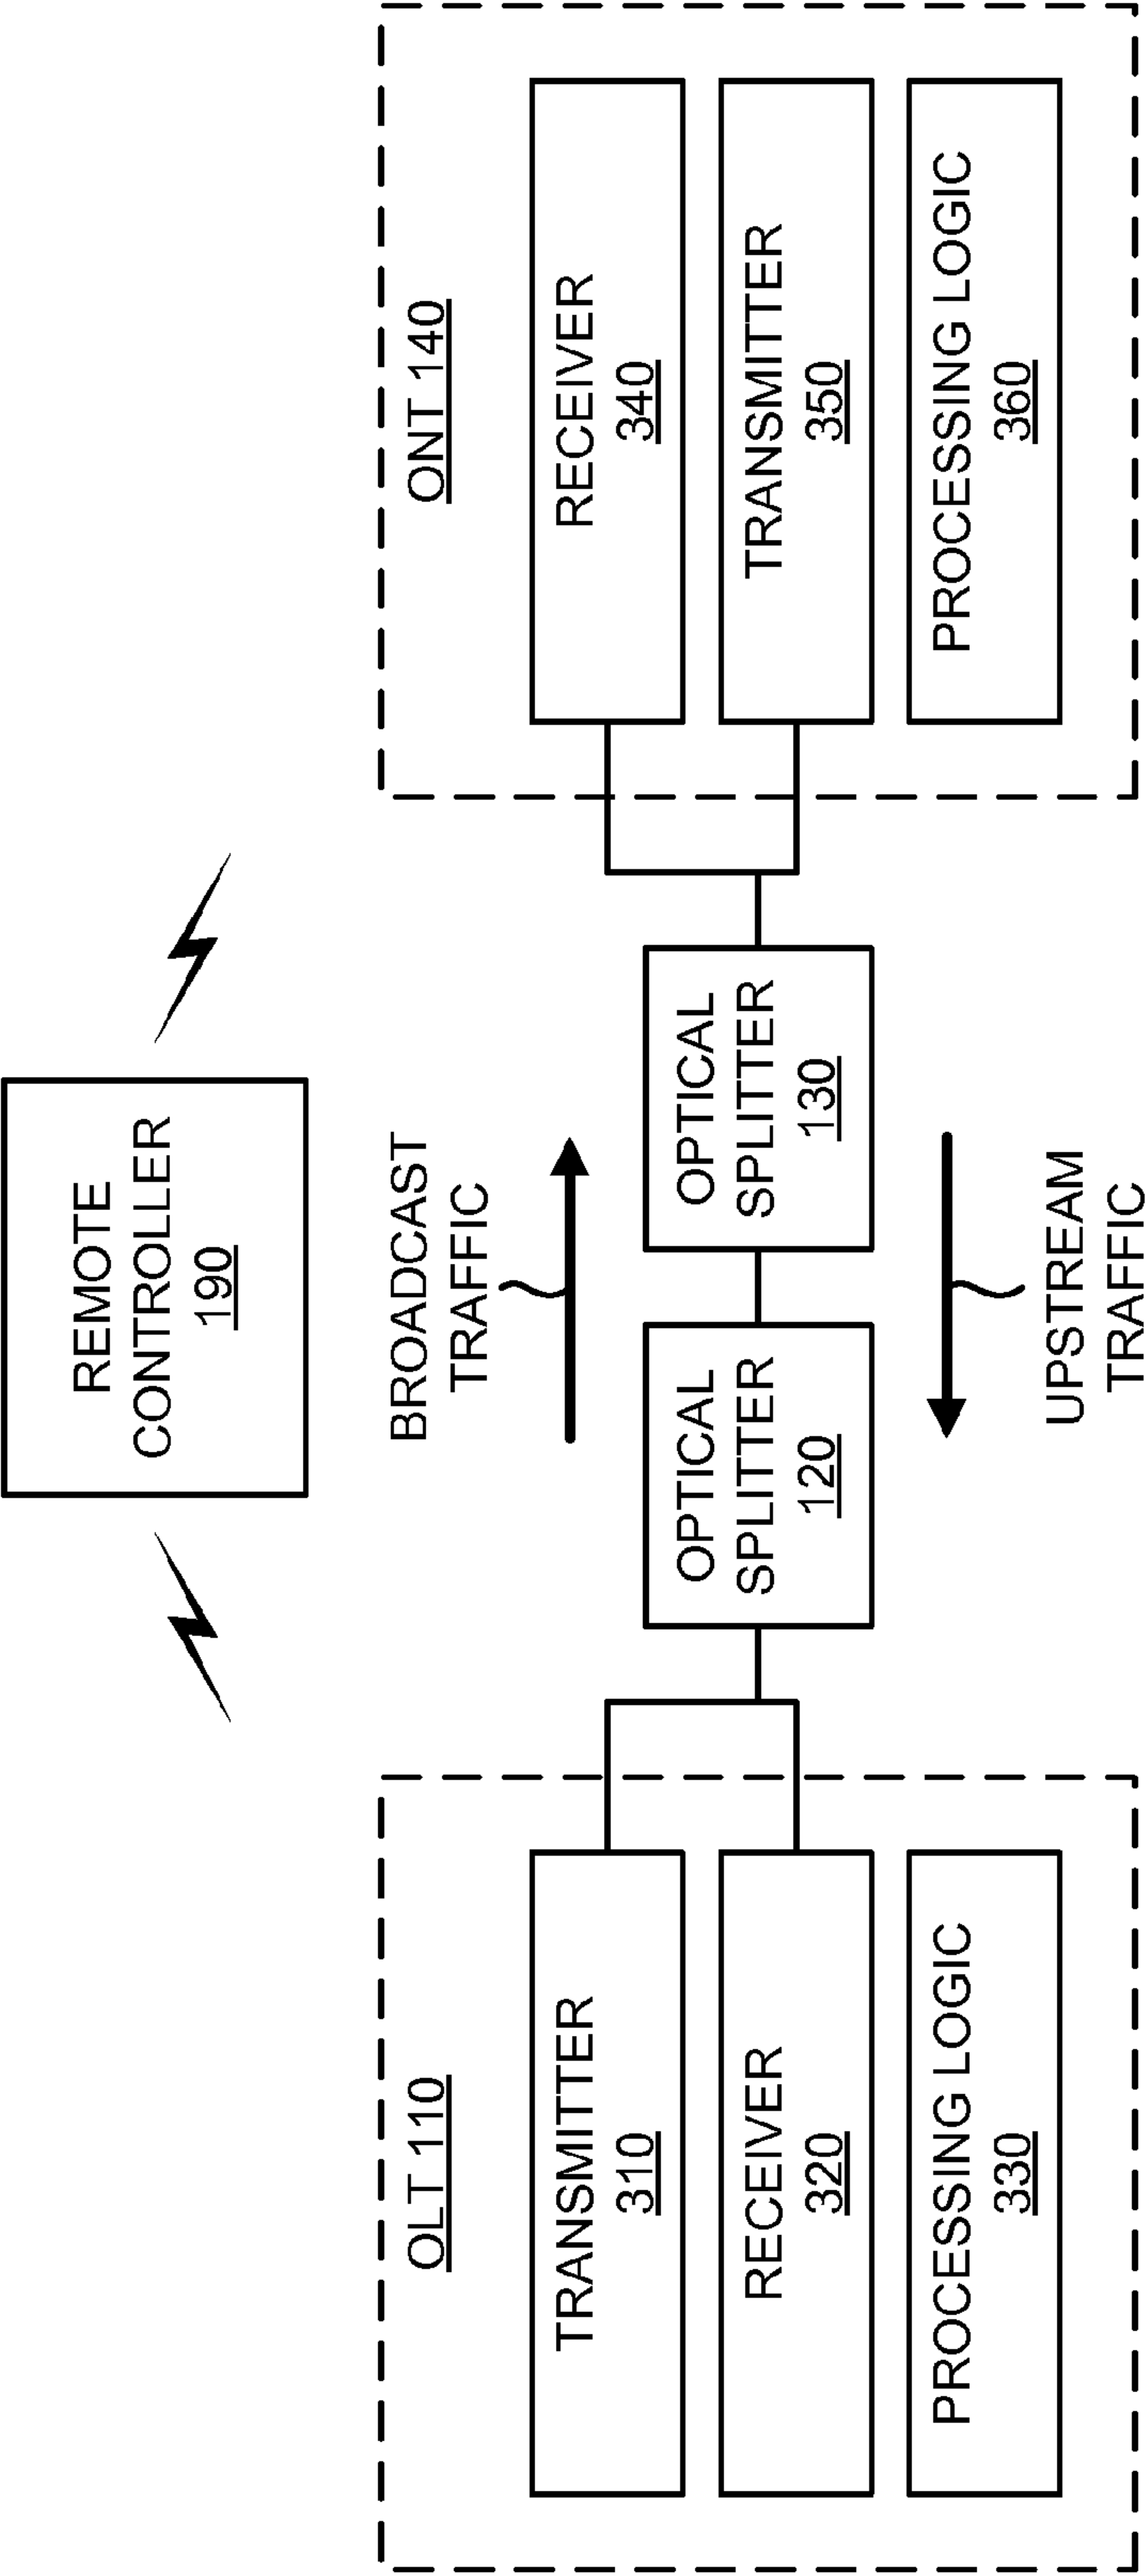 REMOTE
CONTROLLER
190
OLT 110
TRANSMITTER
310
RECEIVER
320
PROCESSING LOGIC
330
BROADCAST
TRAFFIC
OPTICAL
SPLITTER
120
OPTICAL
SPLITTER
130
UPSTREAM
TRAFFIC
ONT 140
RECEIVER
340
TRANSMITTER
350
PROCESSING LOGIC
360